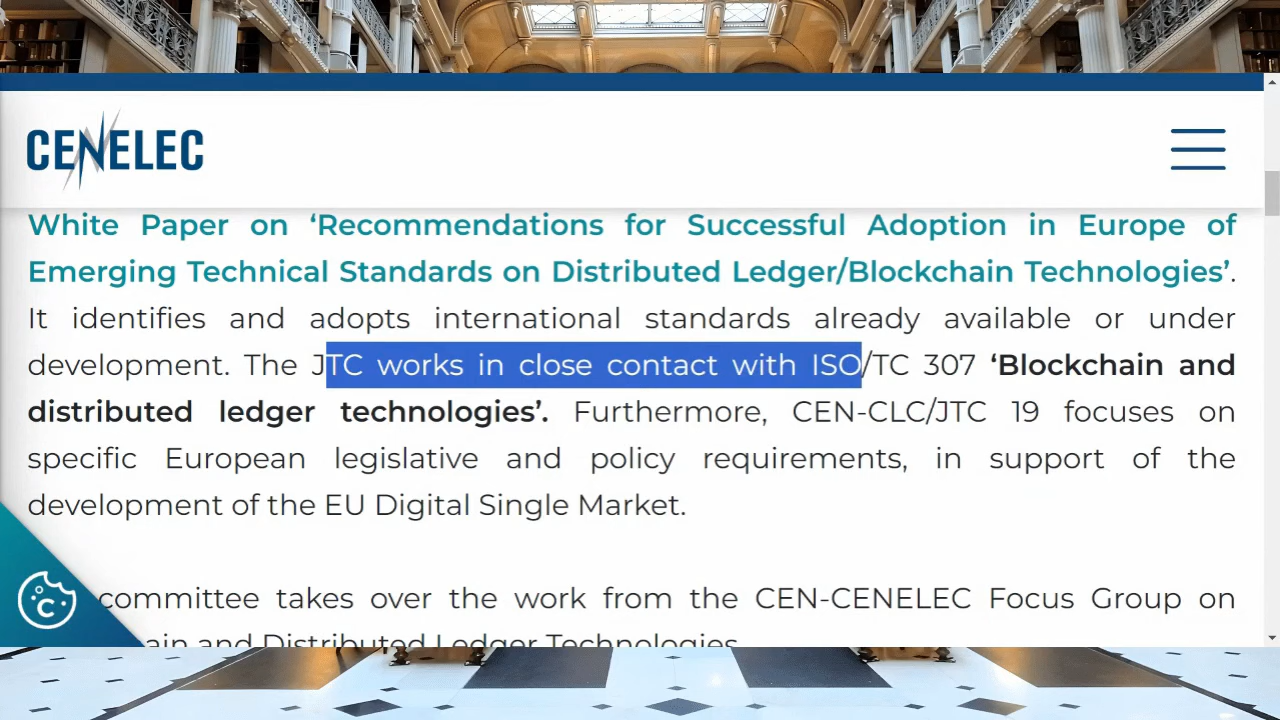 CENELEC
White Paper on ‘Recommendations for Successful Adoption in Europe of
Emerging Technical Standards on Distributed Ledger/Blockchain Technologies’.
It identifies and adopts international standards already available or under
development. The JTC works in close contact with ISO/TC 307 ‘Blockchain and
distributed ledger technologies’. Furthermore, CEN-CLC/JTC 19 focuses on
specific European legislative and policy requirements, in support of the
development of the EU Digital Single Market.
committee takes over the work from the CEN-CENELEC Focus Group on
and Distributed Ledger Technologies.